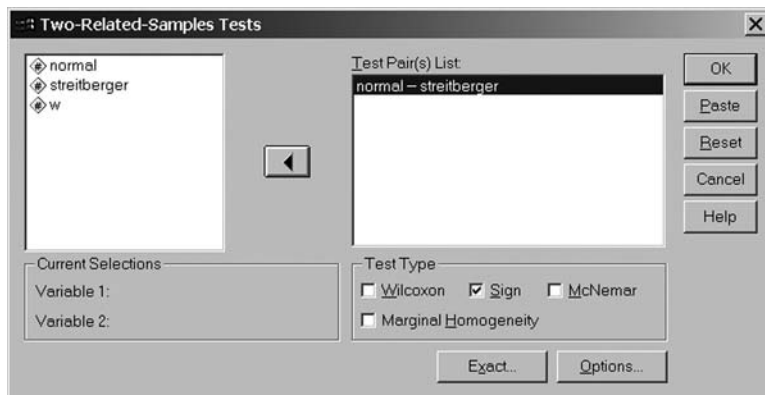 Two-Related-Samples Tests
normal
streitberger
w
Test Pair(s) List:
normal – streitberger
OK
Paste
Reset
Cancel
Help
Current Selections
Variable 1:
Variable 2:
Test Type
Wilcoxon Sign McNemar
Marginal Homogeneity
Exact... Options...